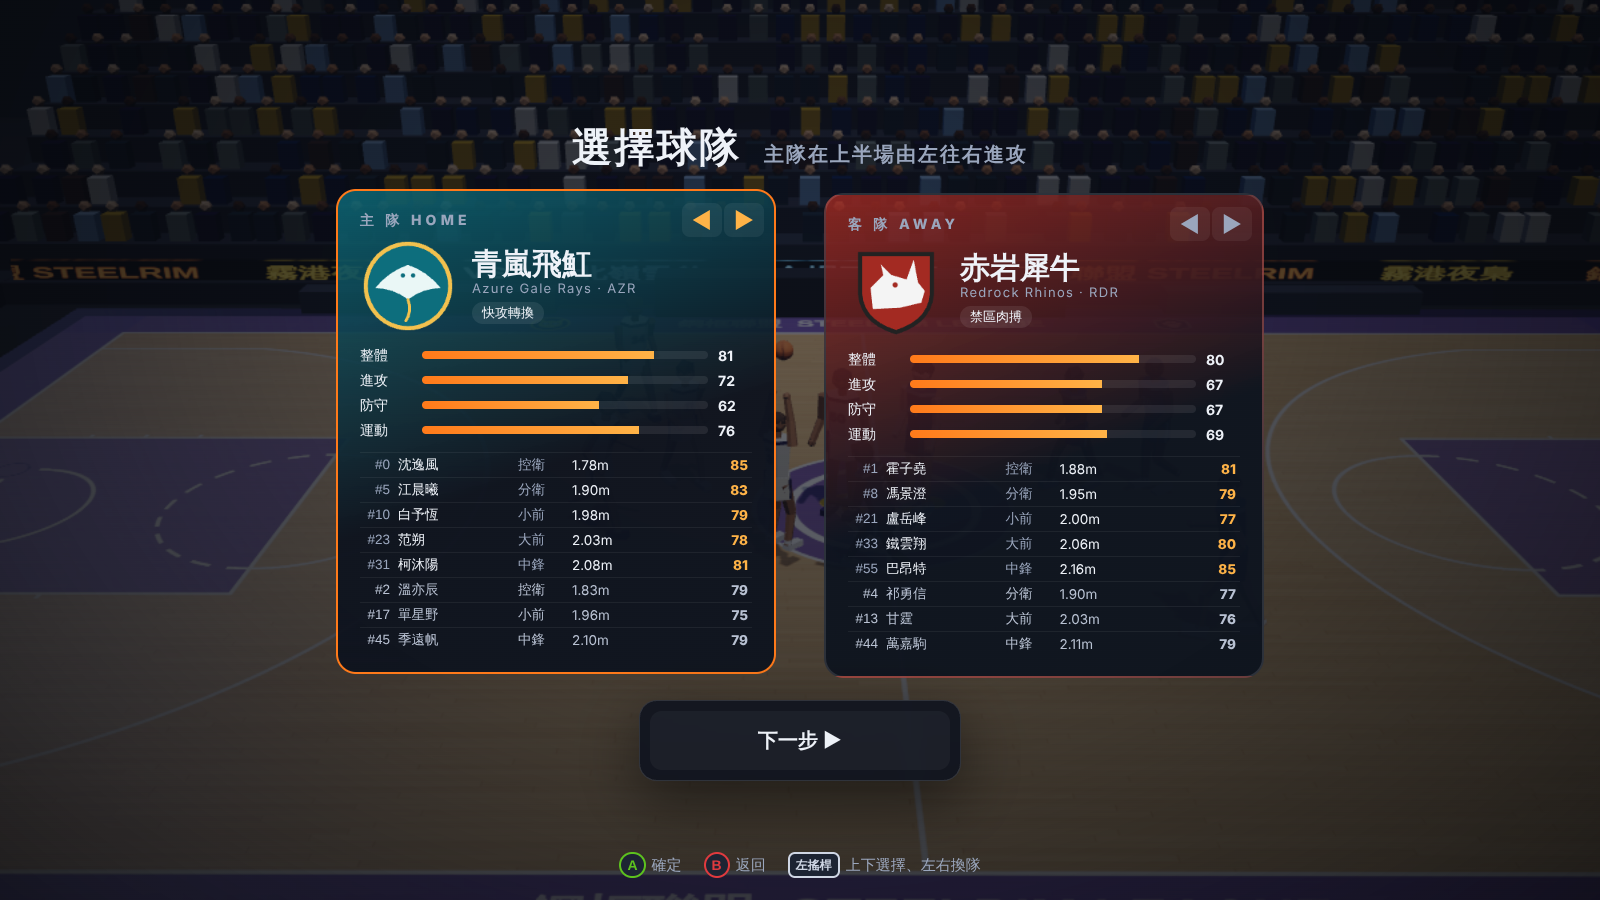 選擇球隊 主隊在上半場由左往右進攻
主 隊 HOME
青嵐飛魟
Azure Gale Rays · AZR
快攻轉換
整體 81
進攻 72
防守 62
運動 76
#0 沈逸風 控衛 1.78m 85
#5 江晨曦 分衛 1.90m 83
#10 白予恆 小前 1.98m 79
#23 范朔 大前 2.03m 78
#31 柯沐陽 中鋒 2.08m 81
#2 溫亦辰 控衛 1.83m 79
#17 單星野 小前 1.96m 75
#45 季遠帆 中鋒 2.10m 79
客 隊 AWAY
赤岩犀牛
Redrock Rhinos · RDR
禁區肉搏
整體 80
進攻 67
防守 67
運動 69
#1 霍子堯 控衛 1.88m 81
#8 馮景澄 分衛 1.95m 79
#21 盧岳峰 小前 2.00m 77
#33 鐵雲翔 大前 2.06m 80
#55 巴昂特 中鋒 2.16m 85
#4 祁勇信 分衛 1.90m 77
#13 甘霆 大前 2.03m 76
#44 萬嘉駒 中鋒 2.11m 79
STEELRIM
霧港夜梟
下一步 ▶
A 確定 B 返回 左搖桿 上下選擇、左右換隊